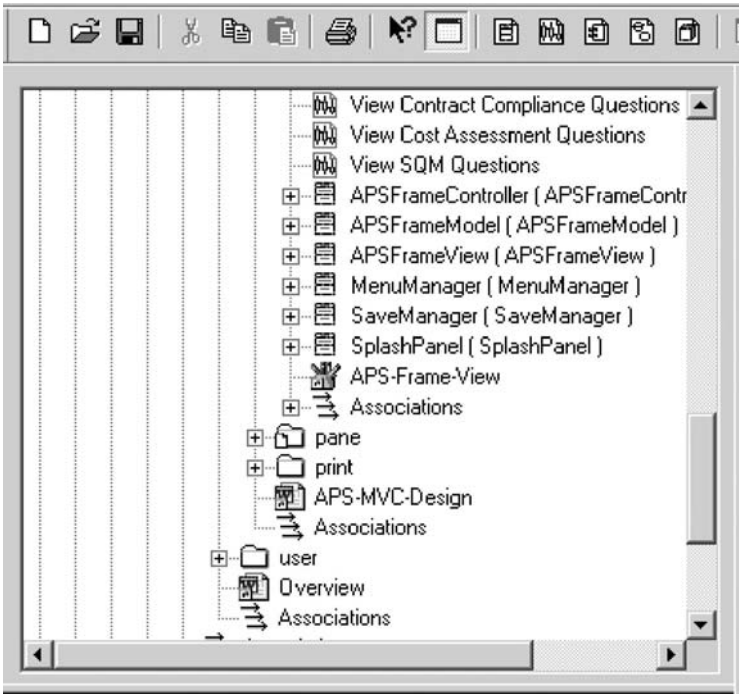 View Contract Compliance Questions
View Cost Assessment Questions
View SQM Questions
APSFrameController ( APSFrameContr
APSFrameModel ( APSFrameModel )
APSFrameView ( APSFrameView )
MenuManager ( MenuManager )
SaveManager ( SaveManager )
SplashPanel ( SplashPanel )
APS-Frame-View
Associations
pane
print
APS-MVC-Design
Associations
user
Overview
Associations